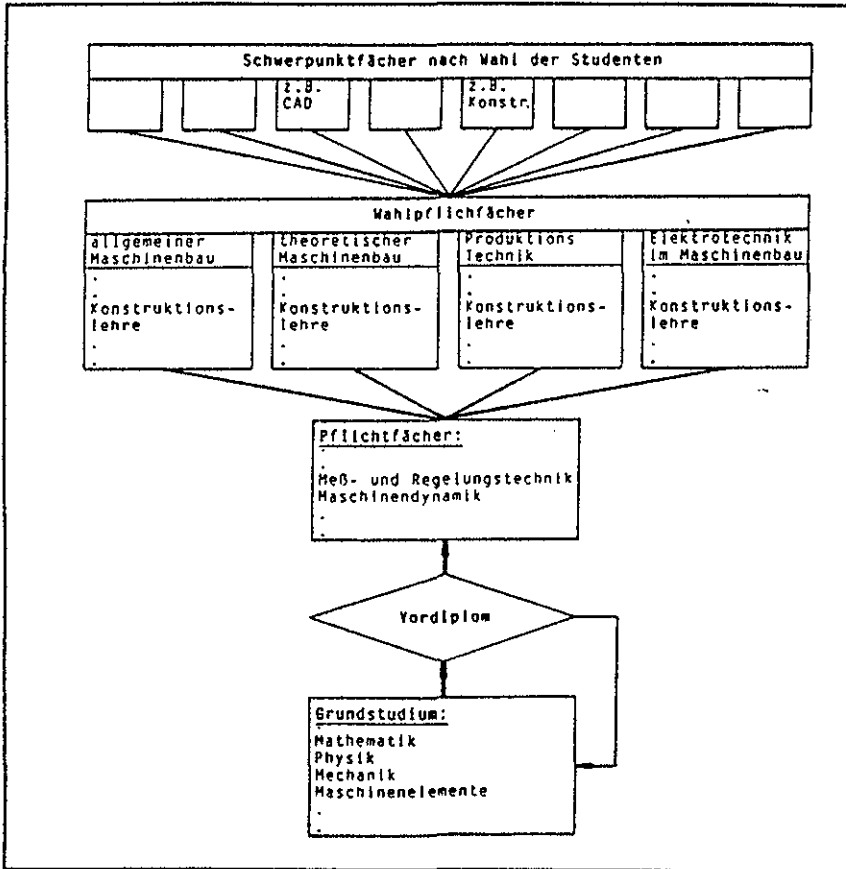 Schwerpunktfächer nach Wahl der Studenten
z.B.
CAD
z.B.
Konstr.
Wahlpflichfächer
allgemeiner
Maschinenbau
.
.
Konstruktions-
lehre
.
.
theoretischer
Maschinenbau
.
.
Konstruktions-
lehre
.
.
Produktions
Technik
.
.
Konstruktions-
lehre
.
.
Elektrotechnik
im Maschinenbau
.
.
Konstruktions-
lehre
.
.
Pflichtfächer:
.
.
Meß- und Regelungstechnik
Maschinendynamik
.
.
Vordiplom
Grundstudium:
.
Mathematik
Physik
Mechanik
Maschinenelemente
.
.